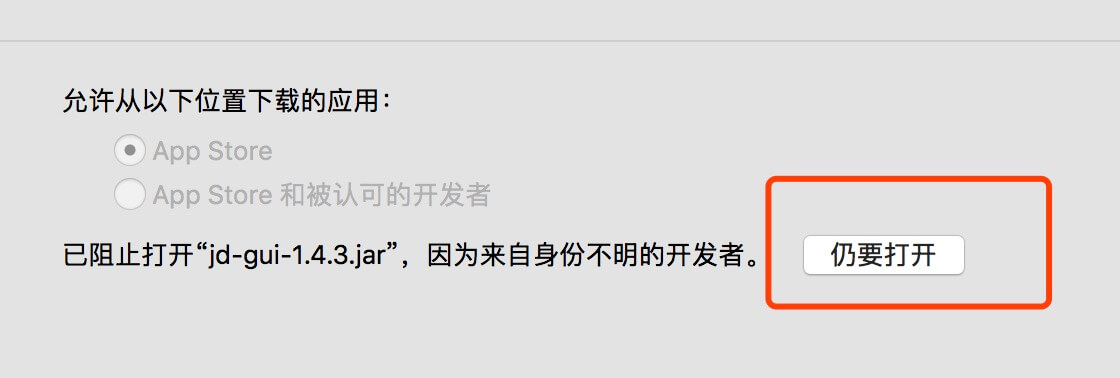 允许从以下位置下载的应用：
App Store
App Store 和被认可的开发者
已阻止打开“jd-gui-1.4.3.jar”，因为来自身份不明的开发者。 仍要打开